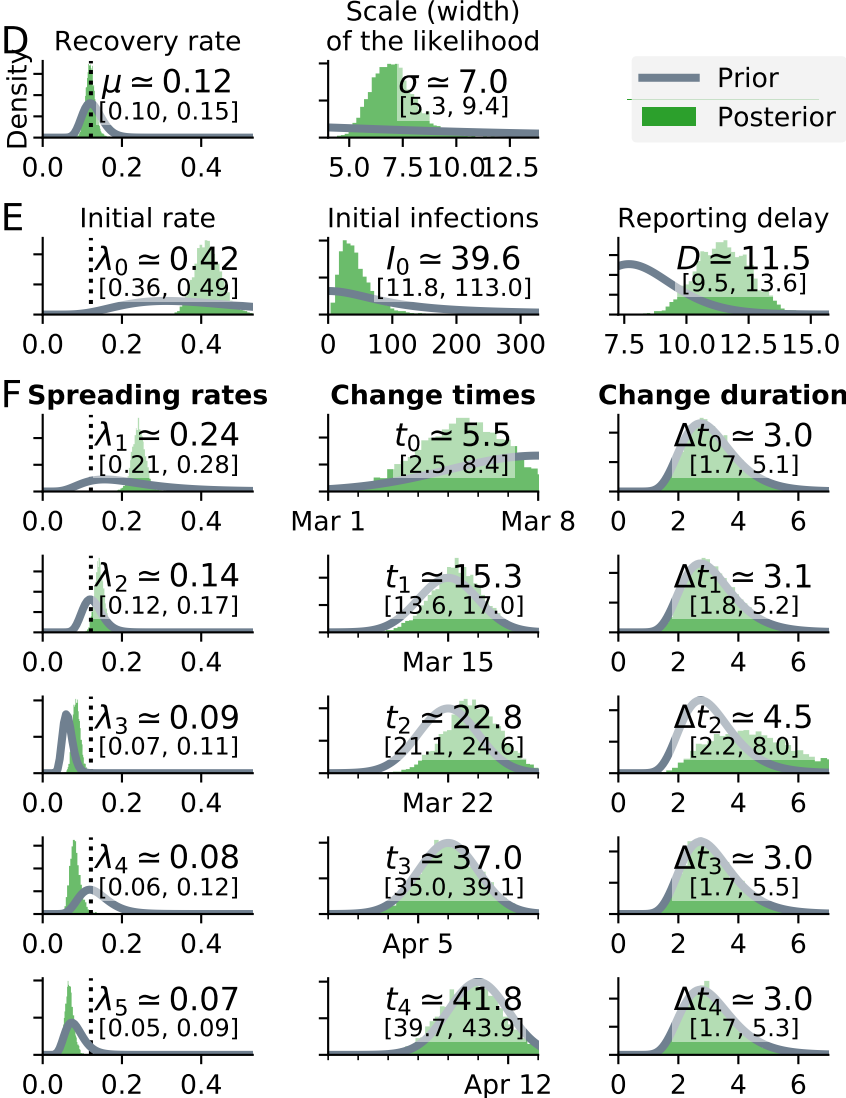 D
Recovery rate
Scale (width)
of the likelihood
Density
μ ≃ 0.12
[0.10, 0.15]
0.0 0.2 0.4
σ ≃ 7.0
[5.3, 9.4]
5.0 7.5 10.0 12.5
Prior
Posterior
E
Initial rate
λ0 ≃ 0.42
[0.36, 0.49]
0.0 0.2 0.4
Initial infections
I0 ≃ 39.6
[11.8, 113.0]
0 100 200 300
Reporting delay
D ≃ 11.5
[9.5, 13.6]
7.5 10.0 12.5 15.0
F
Spreading rates
Change times
Change duration
λ1 ≃ 0.24
[0.21, 0.28]
0.0 0.2 0.4
t0 ≃ 5.5
[2.5, 8.4]
Mar 1 Mar 8
Δt0 ≃ 3.0
[1.7, 5.1]
0 2 4 6
λ2 ≃ 0.14
[0.12, 0.17]
0.0 0.2 0.4
t1 ≃ 15.3
[13.6, 17.0]
Mar 15
Δt1 ≃ 3.1
[1.8, 5.2]
0 2 4 6
λ3 ≃ 0.09
[0.07, 0.11]
0.0 0.2 0.4
t2 ≃ 22.8
[21.1, 24.6]
Mar 22
Δt2 ≃ 4.5
[2.2, 8.0]
0 2 4 6
λ4 ≃ 0.08
[0.06, 0.12]
0.0 0.2 0.4
t3 ≃ 37.0
[35.0, 39.1]
Apr 5
Δt3 ≃ 3.0
[1.7, 5.5]
0 2 4 6
λ5 ≃ 0.07
[0.05, 0.09]
0.0 0.2 0.4
t4 ≃ 41.8
[39.7, 43.9]
Apr 12
Δt4 ≃ 3.0
[1.7, 5.3]
0 2 4 6